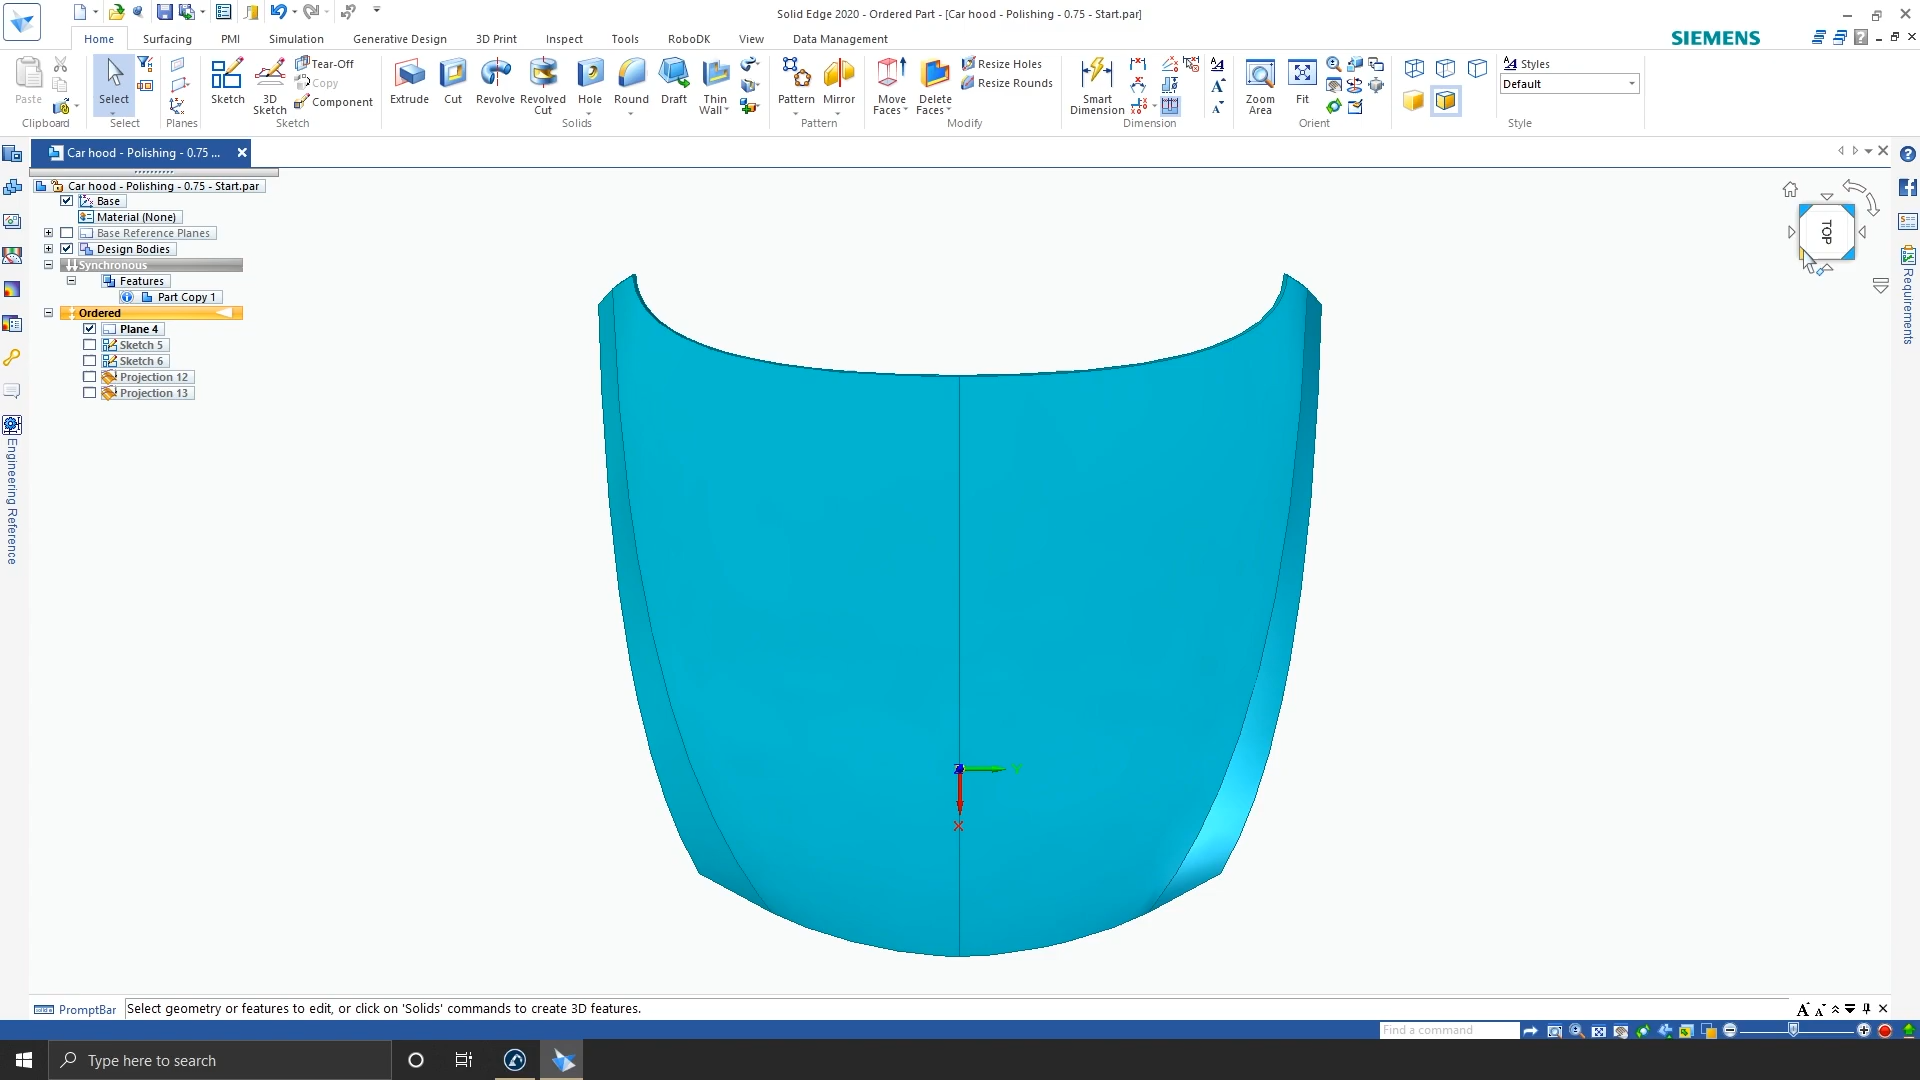 Solid Edge 2020 - Ordered Part - [Car hood - Polishing - 0.75 - Start.par]
Home Surfacing PMI Simulation Generative Design 3D Print Inspect Tools RoboDK View Data Management
SIEMENS
Paste
Clipboard
Select
Select
Planes
Sketch
3D Sketch
Tear-Off
Copy
Component
Sketch
Extrude
Cut
Revolve
Revolved Cut
Hole
Round
Draft
Thin Wall
Solids
Pattern
Mirror
Pattern
Move Faces
Delete Faces
Resize Holes
Resize Rounds
Modify
Smart Dimension
Dimension
Zoom Area
Fit
Orient
Styles
Default
Style
Car hood - Polishing - 0.75 ...
Car hood - Polishing - 0.75 - Start.par
Base
Material (None)
Base Reference Planes
Design Bodies
Synchronous
Features
Part Copy 1
Ordered
Plane 4
Sketch 5
Sketch 6
Projection 12
Projection 13
Engineering Reference
TOP
Requirements
Z
Y
X
PromptBar
Select geometry or features to edit, or click on 'Solids' commands to create 3D features.
Find a command
Type here to search